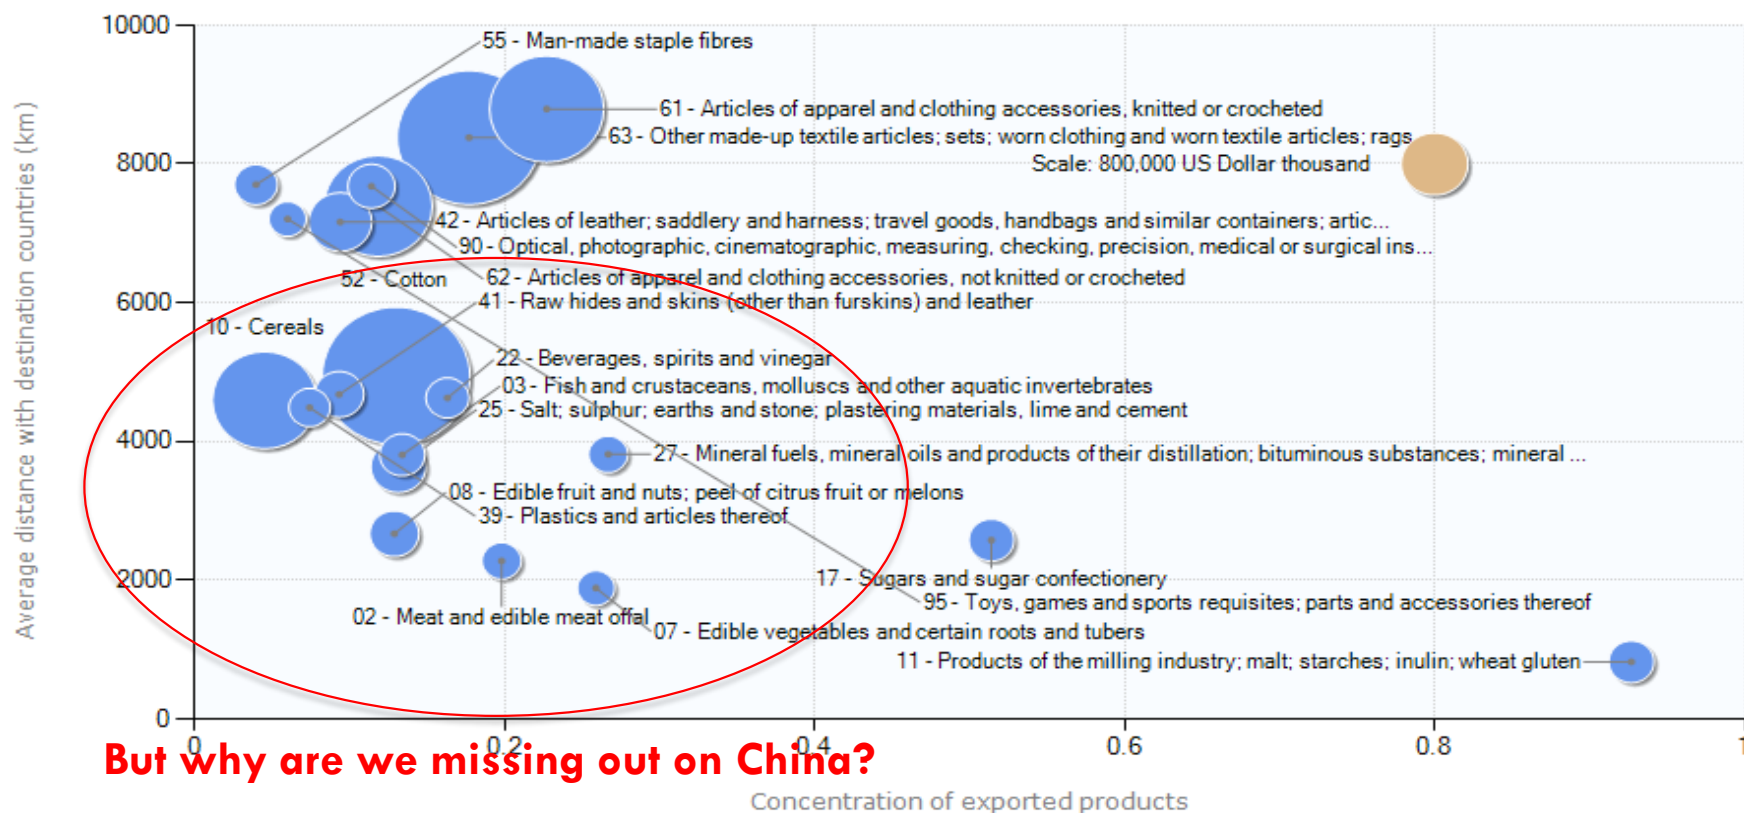 10000
55 - Man-made staple fibres
61 - Articles of apparel and clothing accessories, knitted or crocheted
63 - Other made-up textile articles; sets; worn clothing and worn textile articles; rags
8000
Scale: 800,000 US Dollar thousand
42 - Articles of leather; saddlery and harness; travel goods, handbags and similar containers; artic...
90 - Optical, photographic, cinematographic, measuring, checking, precision, medical or surgical ins...
52 - Cotton
62 - Articles of apparel and clothing accessories, not knitted or crocheted
6000
41 - Raw hides and skins (other than furskins) and leather
10 - Cereals
22 - Beverages, spirits and vinegar
03 - Fish and crustaceans, molluscs and other aquatic invertebrates
25 - Salt; sulphur; earths and stone; plastering materials, lime and cement
4000
27 - Mineral fuels, mineral oils and products of their distillation; bituminous substances; mineral ...
08 - Edible fruit and nuts; peel of citrus fruit or melons
39 - Plastics and articles thereof
2000
17 - Sugars and sugar confectionery
95 - Toys, games and sports requisites; parts and accessories thereof
02 - Meat and edible meat offal
07 - Edible vegetables and certain roots and tubers
11 - Products of the milling industry; malt; starches; inulin; wheat gluten
0
Average distance with destination countries (km)
0 0.2 0.4 0.6 0.8 1
But why are we missing out on China?
Concentration of exported products